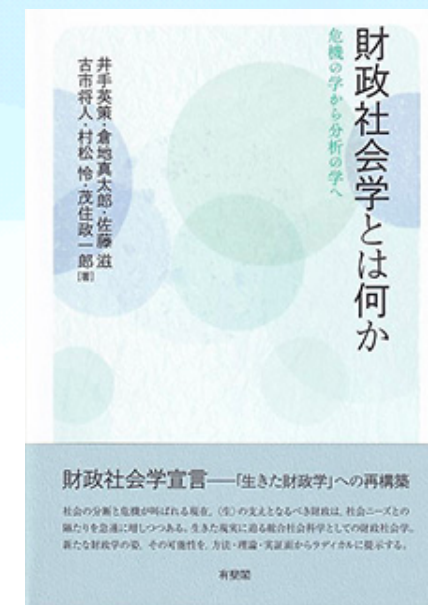 財政社会学とは何か
危機の学から分析の学へ
井手英策・倉地真太郎・佐藤 滋
古市将人・村松 怜・茂住政一郎[著]
財政社会学宣言――「生きた財政学」への再構築
社会の分断と危機が叫ばれる現在，〈生〉の支えとなるべき財政は，社会ニーズとの
隔たりを急速に増しつつある。生きた現実に迫る総合社会科学としての財政社会学。
新たな財政学の姿，その可能性を，方法・理論・実証面からラディカルに提示する。
有斐閣